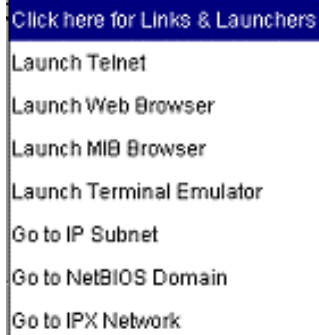 Click here for Links & Launchers
Launch Telnet
Launch Web Browser
Launch MIB Browser
Launch Terminal Emulator
Go to IP Subnet
Go to NetBIOS Domain
Go to IPX Network